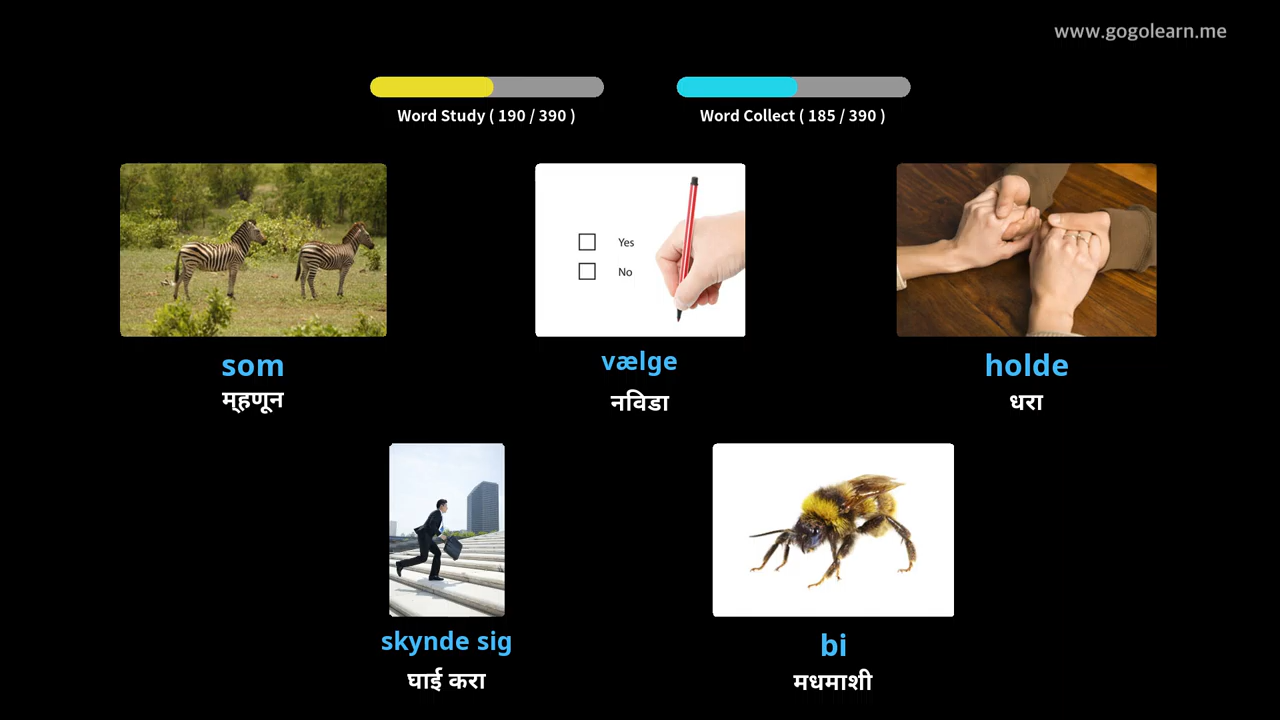 www.gogolearn.me
Word Study ( 190 / 390 )
Word Collect ( 185 / 390 )
Yes
No
som
म्हणून
vælge
नविडा
holde
धरा
skynde sig
घाई करा
bi
मधमाशी